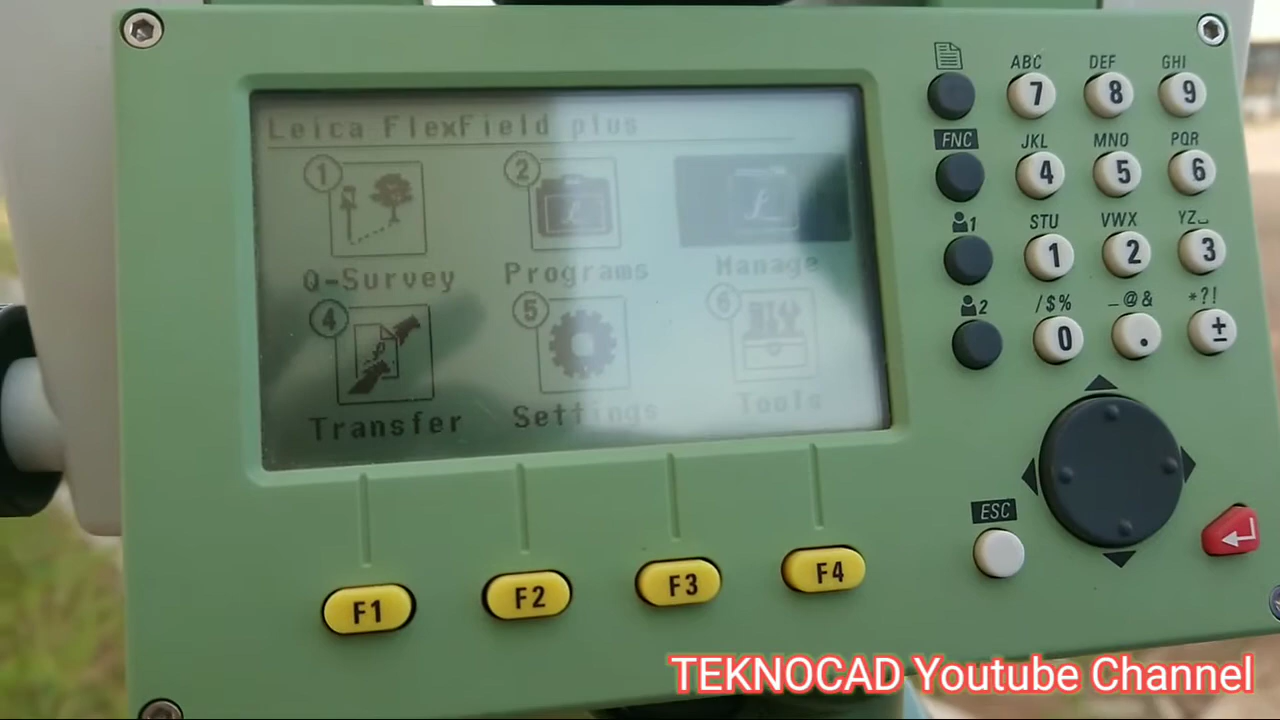 Leica FlexField plus
1 2
Q-Survey Programs Manage
4 5 6
Transfer Settings Tools
F1 F2 F3 F4
ABC DEF GHI
7 8 9
FNC JKL MNO PQR
4 5 6
1 STU VWX YZ
1 2 3
2 /$% _@& *?!
0 . ±
ESC
TEKNOCAD Youtube Channel